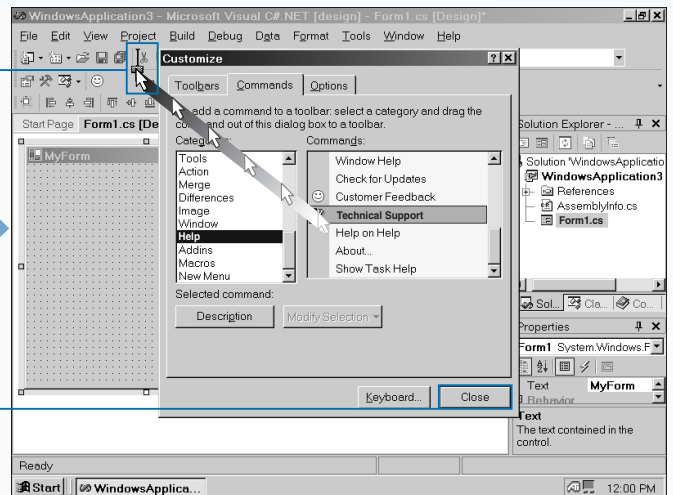 WindowsApplication3 - Microsoft Visual C#.NET [design] - Form1.cs [Design]*
File Edit View Project Build Debug Data Format Tools Window Help
Customize
Toolbars Commands Options
add a command to a toolbar: select a category and drag the
command out of this dialog box to a toolbar.
Categories:
Commands:
Tools
Action
Merge
Differences
Image
Window
Help
Addins
Macros
New Menu
Window Help
Check for Updates
Customer Feedback
Technical Support
Help on Help
About...
Show Task Help
Selected command:
Description
Modify Selection
Keyboard...
Close
Start Page Form1.cs [De
MyForm
Solution Explorer - ...
Solution 'WindowsApplicatio
WindowsApplication3
References
AssemblyInfo.cs
Form1.cs
Sol... Cla... Co...
Properties
Form1 System.Windows.F
Text MyForm
Behavior
Text
The text contained in the
control.
Ready
Start
WindowsApplica...
12:00 PM